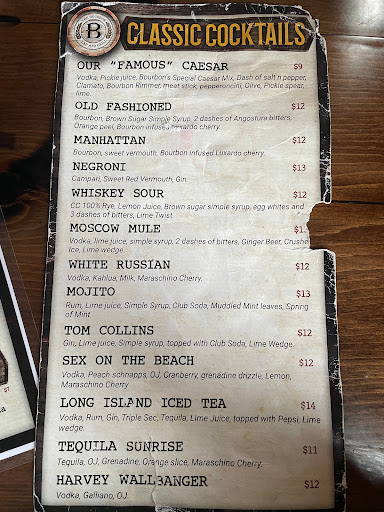 B
CLASSIC COCKTAILS
OUR "FAMOUS" CAESAR $9
Vodka, Pickle juice, Bourbon's Special Caesar Mix, Dash of salt n pepper,
Clamato, Bourbon Rimmer, meat stick, pepperoncini, Olive, Pickle spear,
lime.
OLD FASHIONED $12
Bourbon, Brown Sugar Simple Syrup, 2 dashes of Angostura bitters,
Orange peel, Bourbon infused Luxardo cherry.
MANHATTAN $12
Bourbon, sweet vermouth, Bourbon infused Luxardo cherry.
NEGRONI $13
Campari, Sweet Red Vermouth, Gin.
WHISKEY SOUR $12
CC 100% Rye, Lemon Juice, Brown sugar simple syrup, egg whites and
3 dashes of bitters, Lime Twist.
MOSCOW MULE $1
Vodka, lime juice, simple syrup, 2 dashes of bitters, Ginger Beer, Crushe
Ice, Lime wedge.
WHITE RUSSIAN $12
Vodka, Kahlua, Milk, Maraschino Cherry.
MOJITO $13
Rum, Lime juice, Simple Syrup, Club Soda, Muddled Mint leaves, Spring
of Mint.
TOM COLLINS $12
Gin, Lime juice, Simple syrup, topped with Club Soda, Lime Wedge.
SEX ON THE BEACH $12
Vodka, Peach schnapps, OJ, Cranberry, grenadine drizzle, Lemon,
Maraschino Cherry
LONG ISLAND ICED TEA $14
Vodka, Rum, Gin, Triple Sec, Tequila, Lime Juice, topped with Pepsi, Lime
wedge.
TEQUILA SUNRISE $11
Tequila, OJ, Grenadine, Orange slice, Maraschino Cherry.
HARVEY WALLBANGER $12
Vodka, Galliano, OJ.